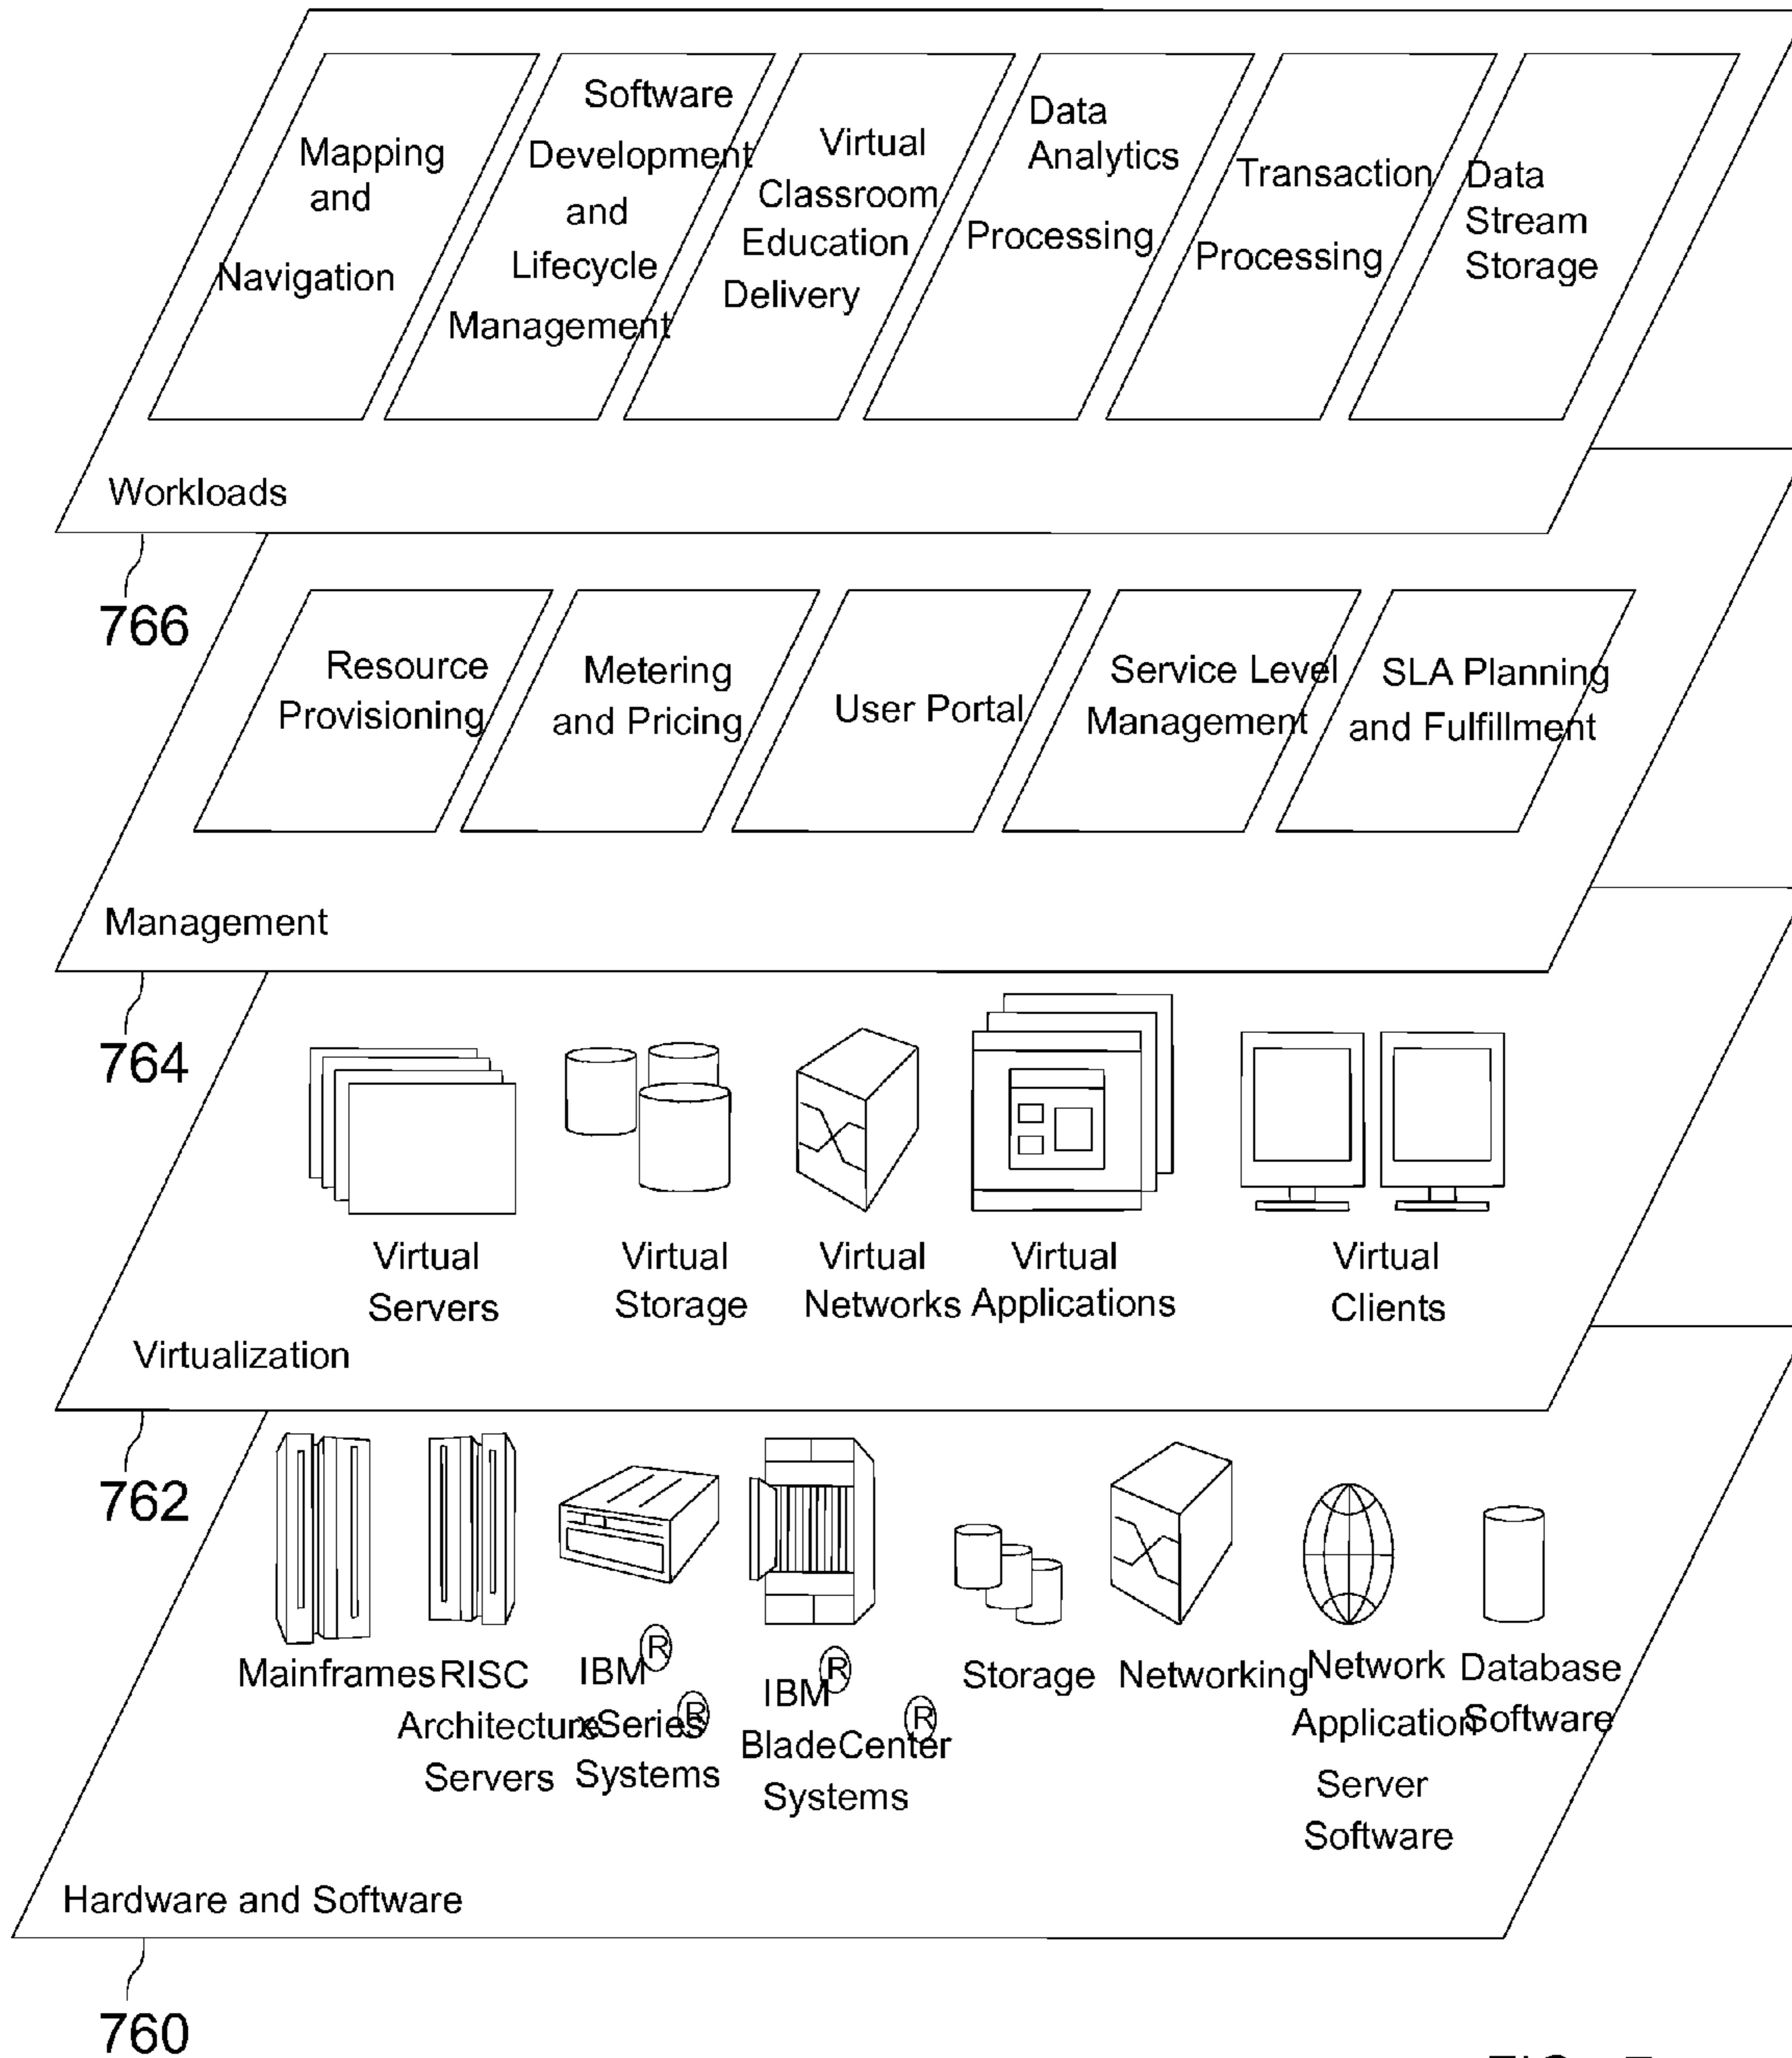 Mapping
and
Navigation
Software
Development
and
Lifecycle
Management
Virtual
Classroom
Education
Delivery
Data
Analytics
Processing
Transaction
Processing
Data
Stream
Storage
Workloads
766
Resource
Provisioning
Metering
and Pricing
User Portal
Service Level
Management
SLA Planning
and Fulfillment
Management
764
Virtual
Servers
Virtual
Storage
Virtual
Networks
Virtual
Applications
Virtual
Clients
Virtualization
762
Mainframes
RISC
Architecture
Servers
IBM®
xSeries®
Systems
IBM®
BladeCenter®
Systems
Storage
Networking
Network
Application
Server
Software
Database
Software
Hardware and Software
760